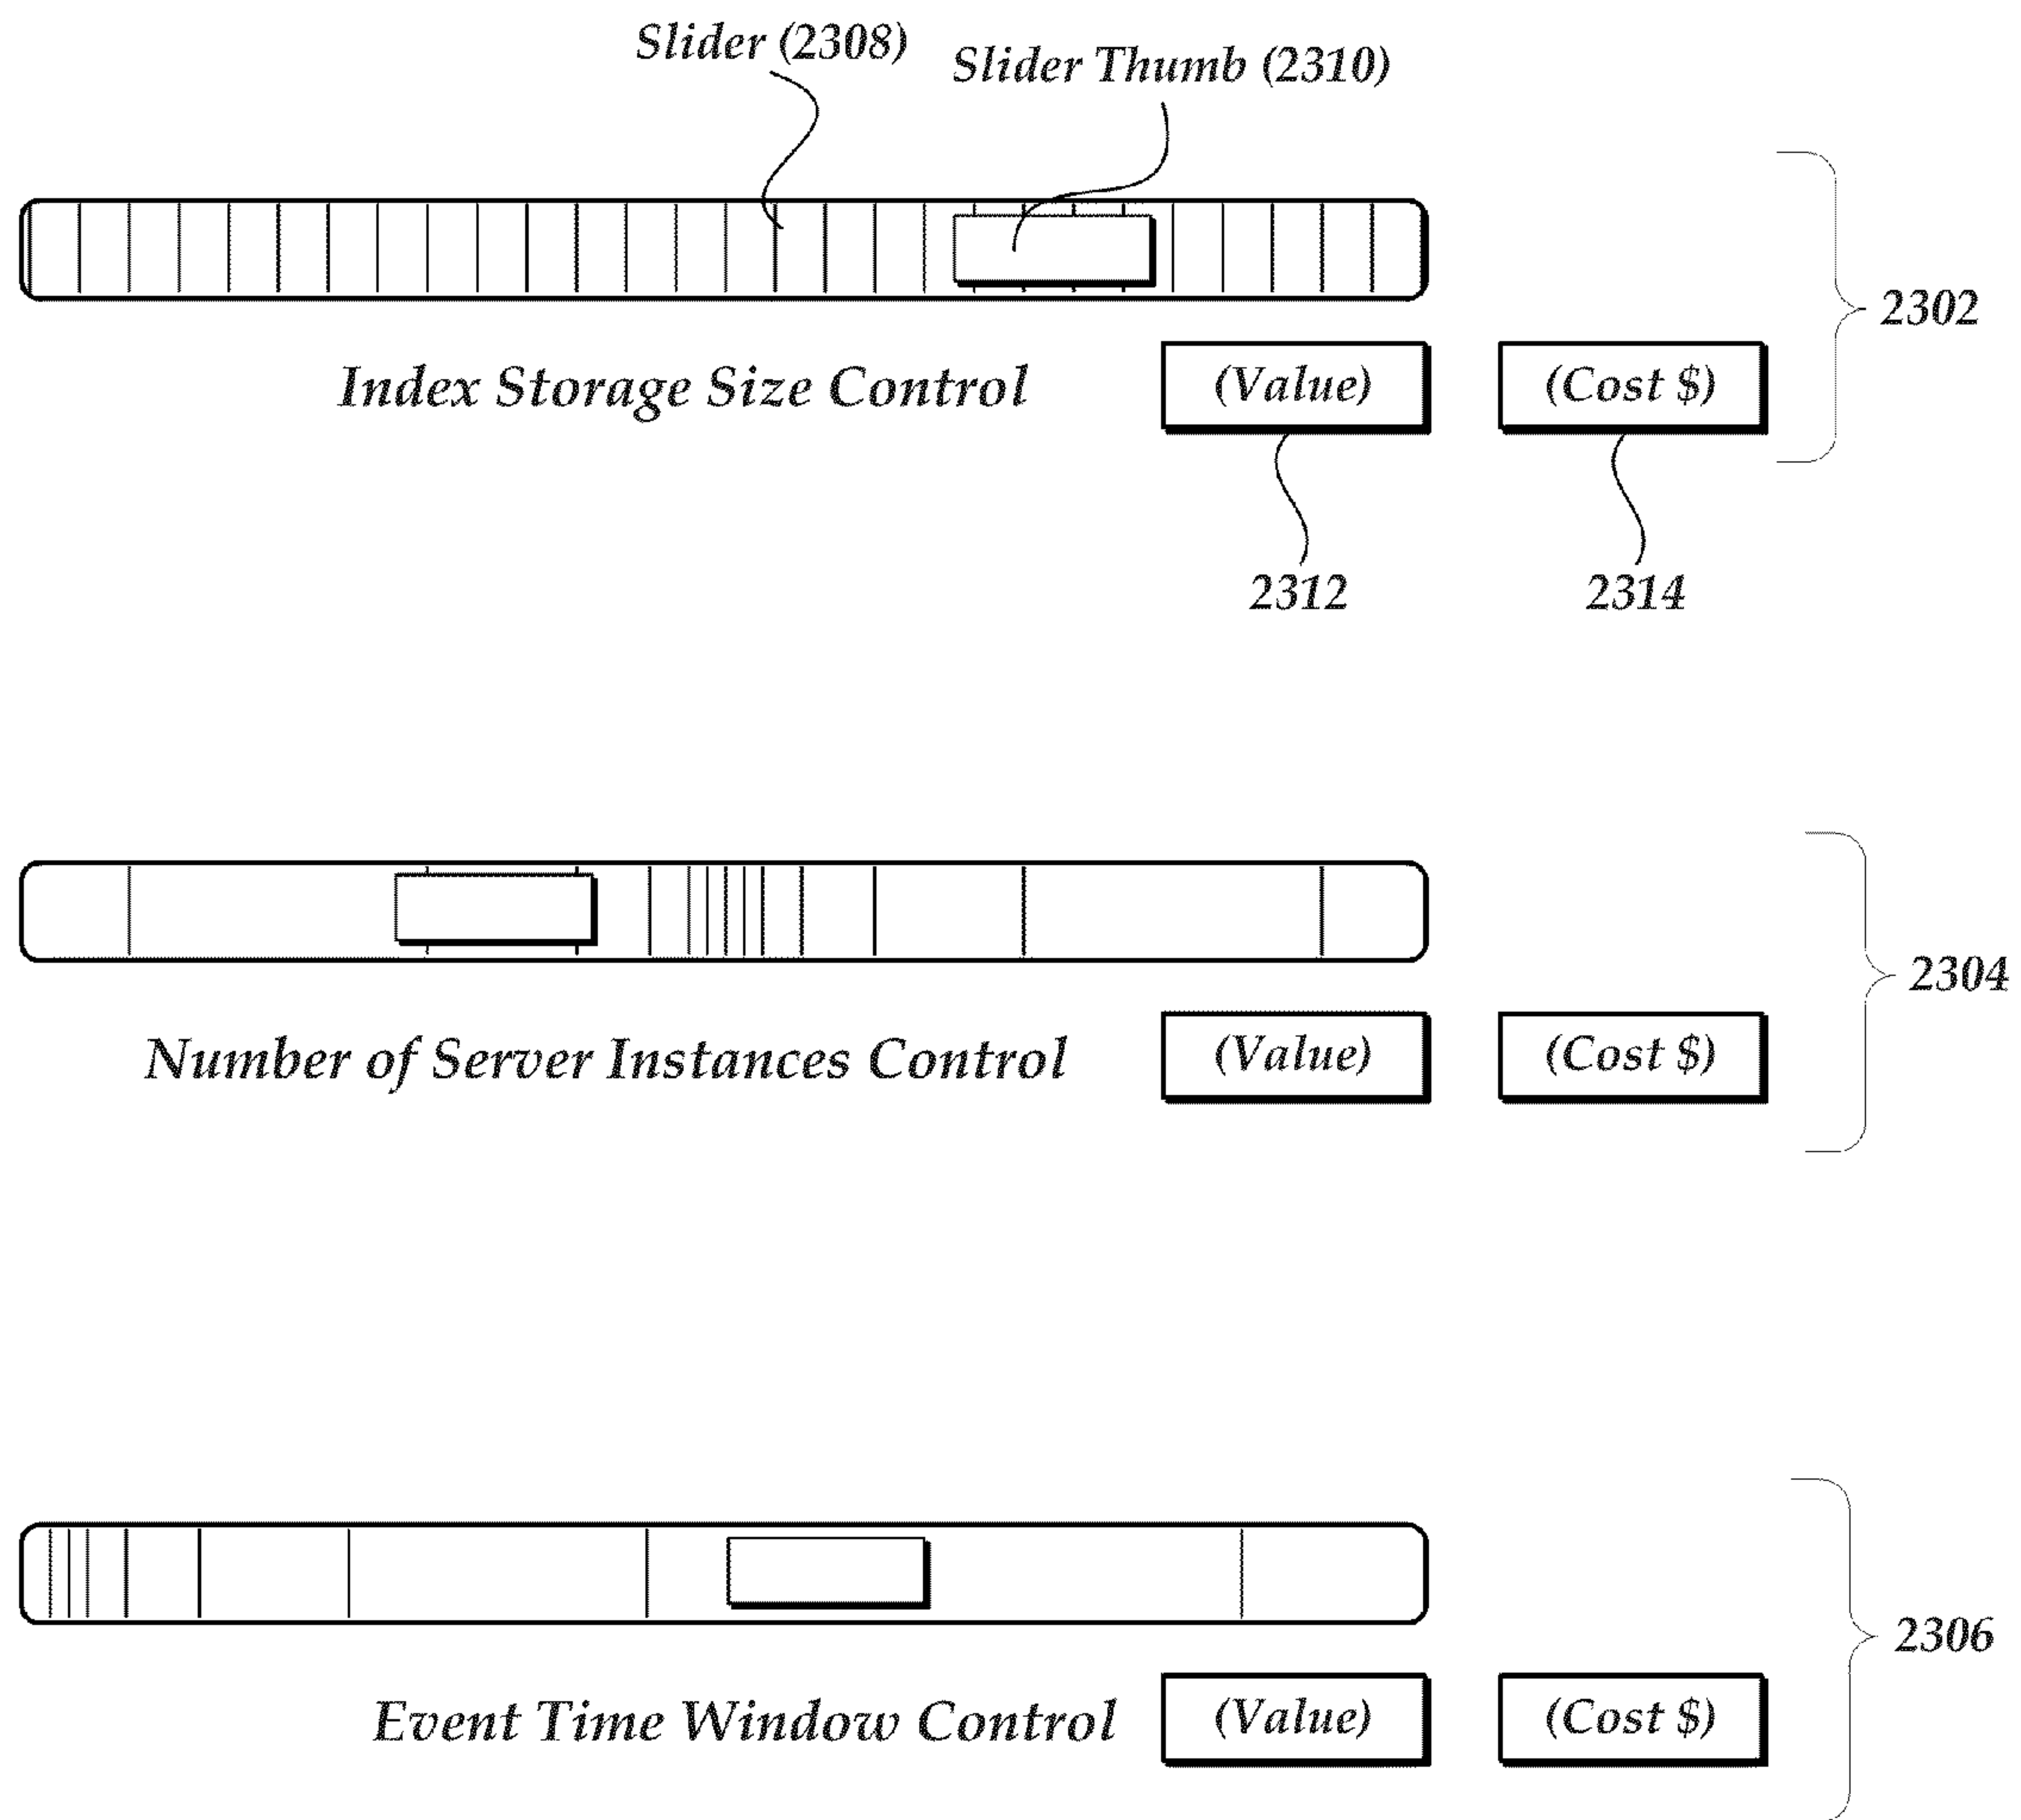 Slider (2308)
Slider Thumb (2310)
2302
Index Storage Size Control
(Value)
(Cost $)
2312
2314
2304
Number of Server Instances Control
(Value)
(Cost $)
2306
Event Time Window Control
(Value)
(Cost $)